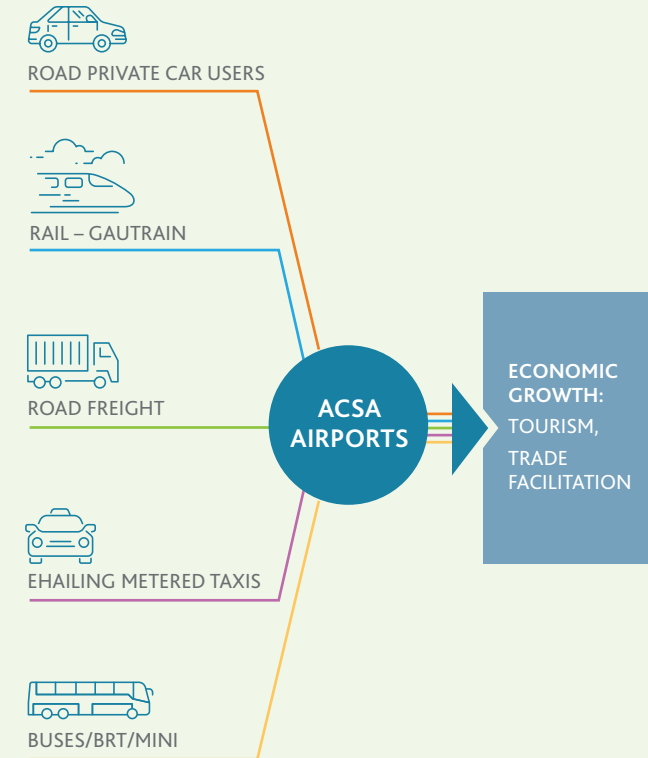 ROAD PRIVATE CAR USERS
RAIL – GAUTRAIN
ROAD FREIGHT
EHAILING METERED TAXIS
BUSES/BRT/MINI
ACSA
AIRPORTS
ECONOMIC
GROWTH:
TOURISM,
TRADE
FACILITATION